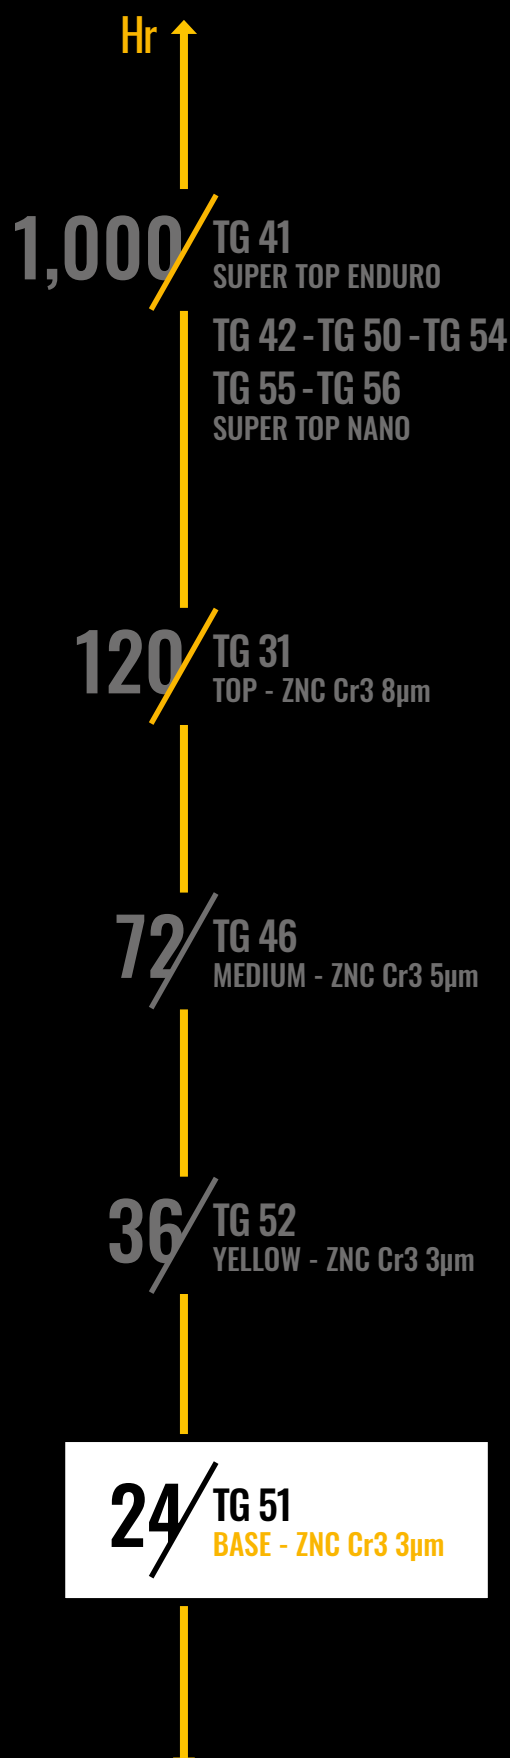 Hr
1,000
TG 41
SUPER TOP ENDURO
TG 42 - TG 50 - TG 54
TG 55 - TG 56
SUPER TOP NANO
120
TG 31
TOP - ZNC Cr3 8µm
72
TG 46
MEDIUM - ZNC Cr3 5µm
36
TG 52
YELLOW - ZNC Cr3 3µm
24
TG 51
BASE - ZNC Cr3 3µm